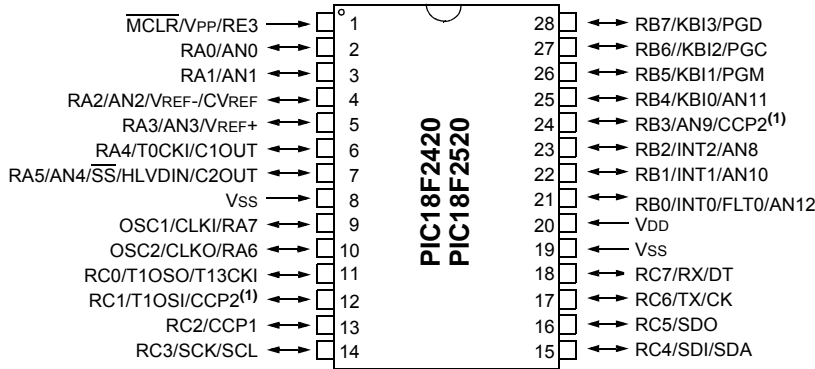 MCLR/VPP/RE3 1
RA0/AN0 2
RA1/AN1 3
RA2/AN2/VREF-/CVREF 4
RA3/AN3/VREF+ 5
RA4/T0CKI/C1OUT 6
RA5/AN4/SS/HLVDIN/C2OUT 7
VSS 8
OSC1/CLKI/RA7 9
OSC2/CLKO/RA6 10
RC0/T1OSO/T13CKI 11
RC1/T1OSI/CCP2(1) 12
RC2/CCP1 13
RC3/SCK/SCL 14
PIC18F2420
PIC18F2520
28 RB7/KBI3/PGD
27 RB6//KBI2/PGC
26 RB5/KBI1/PGM
25 RB4/KBI0/AN11
24 RB3/AN9/CCP2(1)
23 RB2/INT2/AN8
22 RB1/INT1/AN10
21 RB0/INT0/FLT0/AN12
20 VDD
19 VSS
18 RC7/RX/DT
17 RC6/TX/CK
16 RC5/SDO
15 RC4/SDI/SDA